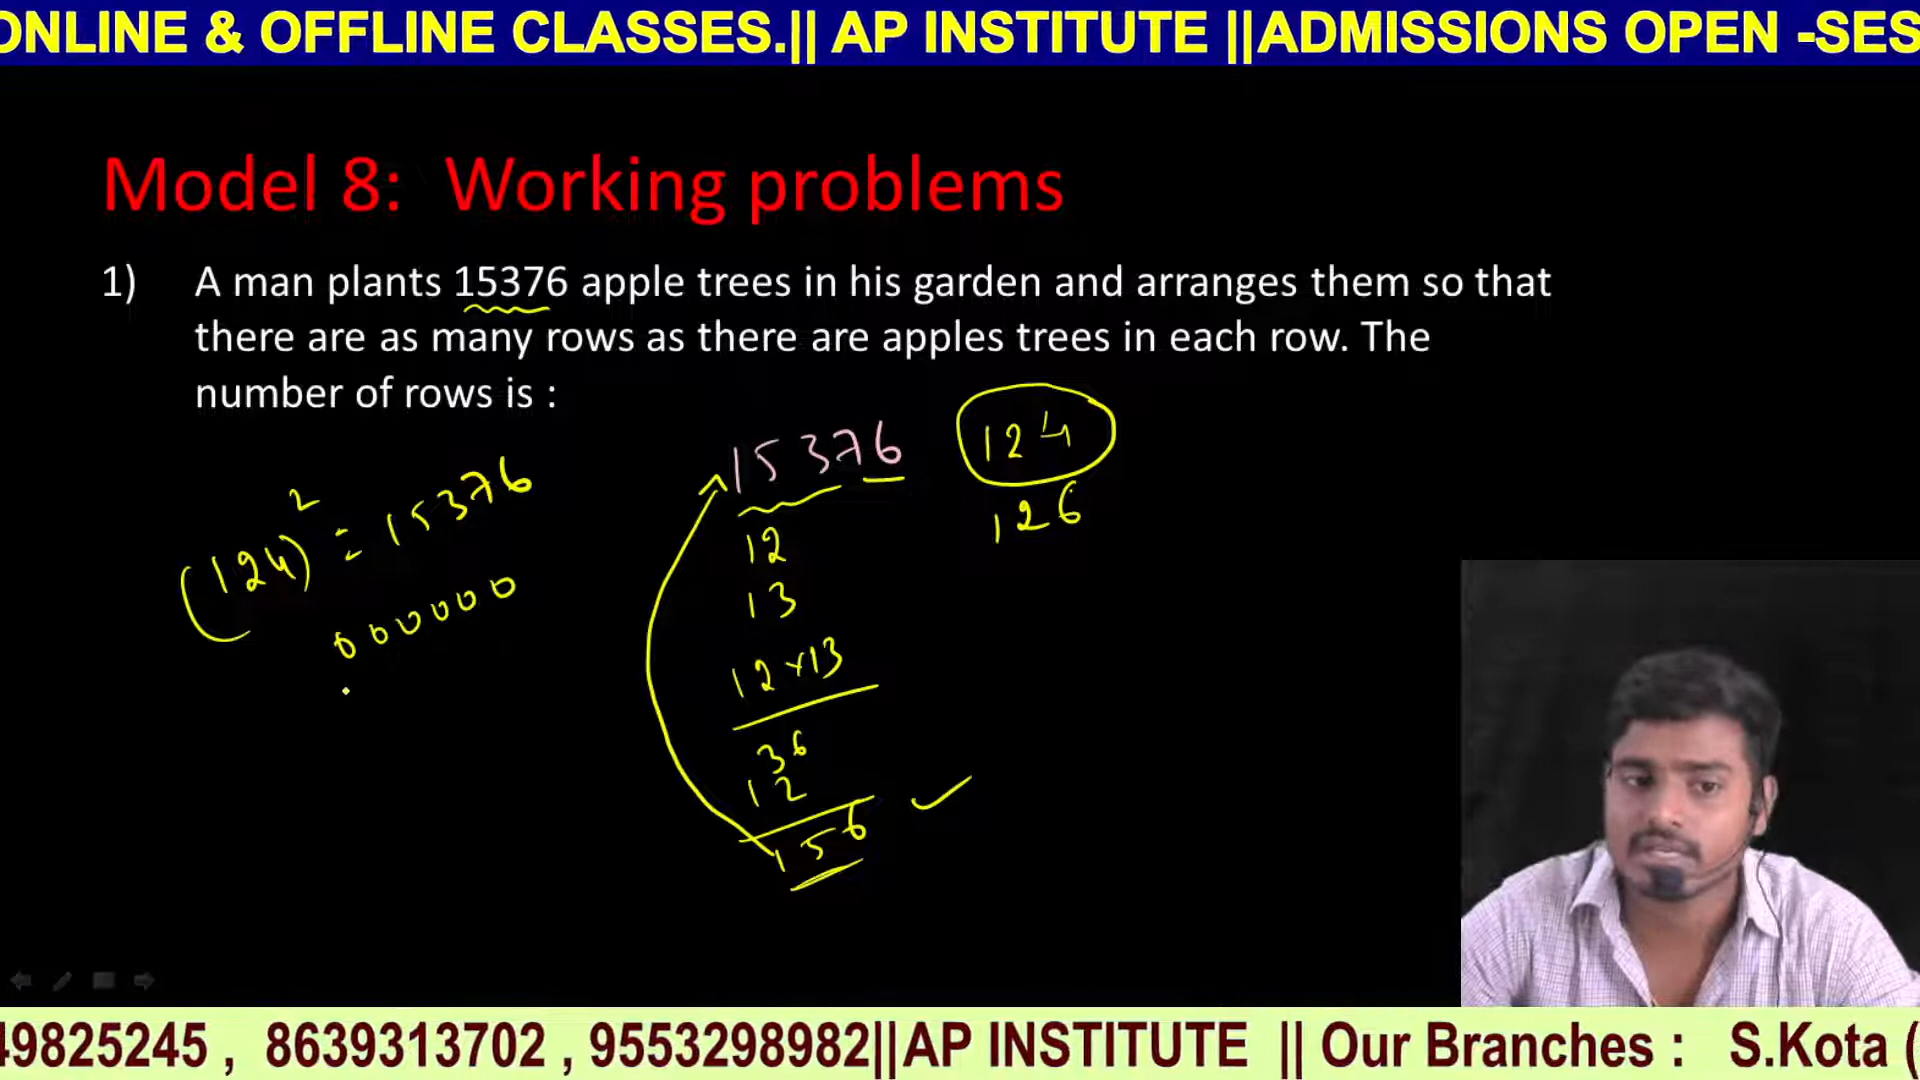 ONLINE & OFFLINE CLASSES.|| AP INSTITUTE ||ADMISSIONS OPEN -SES
Model 8: Working problems
1) A man plants 15376 apple trees in his garden and arranges them so that
there are as many rows as there are apples trees in each row. The
number of rows is :
(124)² = 15376
000000
15376
12
13
12×13
36
12
156
124
126
49825245 , 8639313702 , 9553298982||AP INSTITUTE || Our Branches : S.Kota (